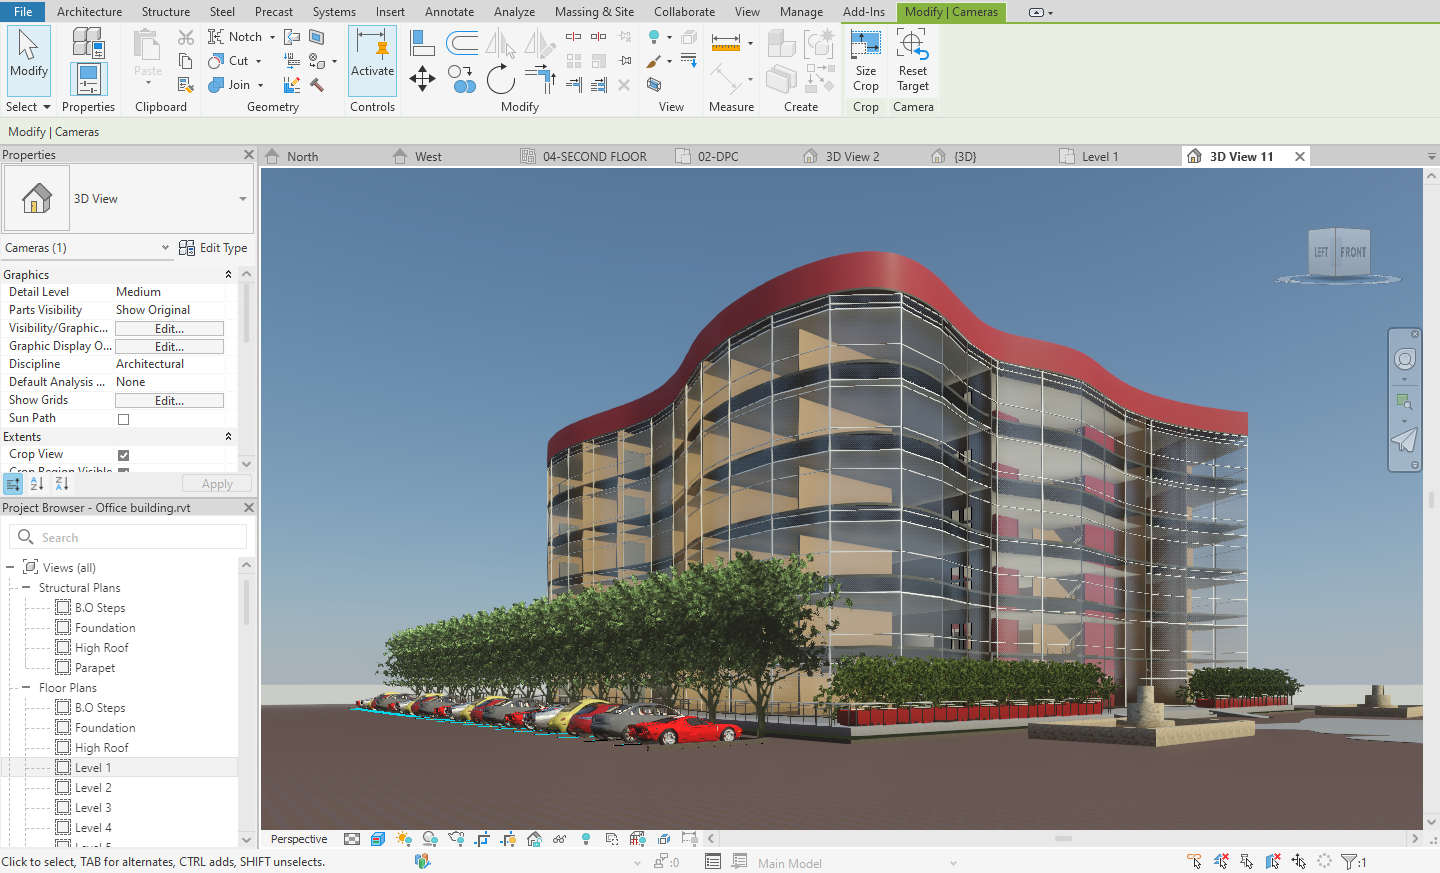 File Architecture Structure Steel Precast Systems Insert Annotate Analyze Massing & Site Collaborate View Manage Add-Ins Modify | Cameras
Modify
Select
Properties
Paste
Clipboard
Notch
Cut
Join
Geometry
Activate
Controls
Modify
View
Measure
Create
Size Crop
Crop
Reset Target
Camera
Modify | Cameras
Properties
North West 04-SECOND FLOOR 02-DPC 3D View 2 {3D} Level 1 3D View 11
3D View
Cameras (1) Edit Type
Graphics
Detail Level Medium
Parts Visibility Show Original
Visibility/Graphic... Edit...
Graphic Display O... Edit...
Discipline Architectural
Default Analysis ... None
Show Grids Edit...
Sun Path
Extents
Crop View
Crop Region Visible
Apply
Project Browser - Office building.rvt
Search
Views (all)
Structural Plans
B.O Steps
Foundation
High Roof
Parapet
Floor Plans
B.O Steps
Foundation
High Roof
Level 1
Level 2
Level 3
Level 4
Level 5
LEFT FRONT
Perspective
Click to select, TAB for alternates, CTRL adds, SHIFT unselects.
:0
Main Model
:1